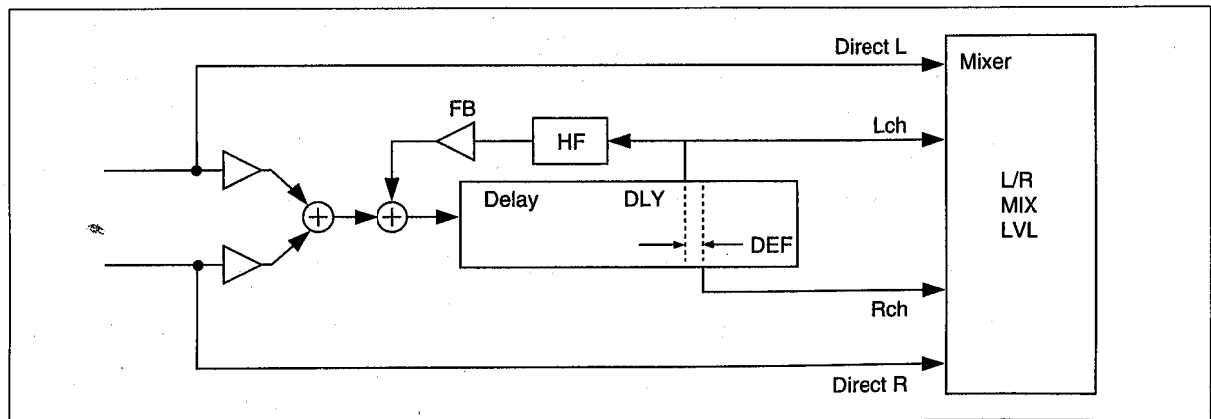 Direct L
Mixer
FB
HF
Lch
Delay
DLY
L/R
MIX
LVL
DEF
Rch
Direct R